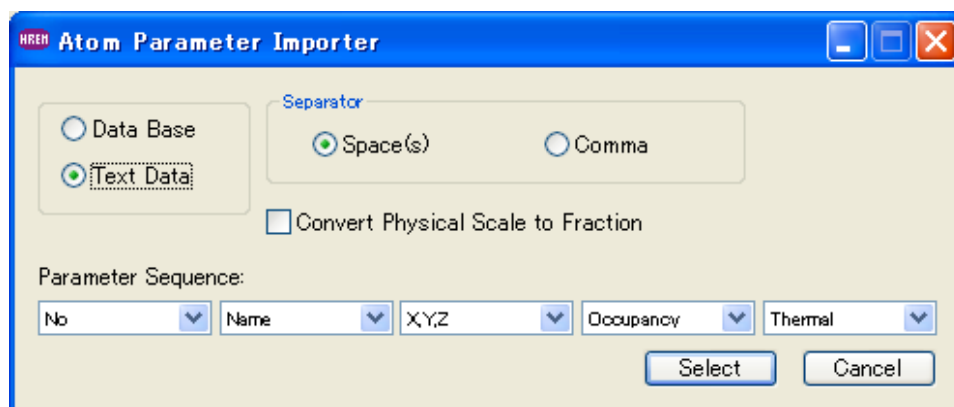 HREM Atom Parameter Importer
Separator
Data Base
Space(s) Comma
Text Data
Convert Physical Scale to Fraction
Parameter Sequence:
No Name X,Y,Z Occupancy Thermal
Select Cancel